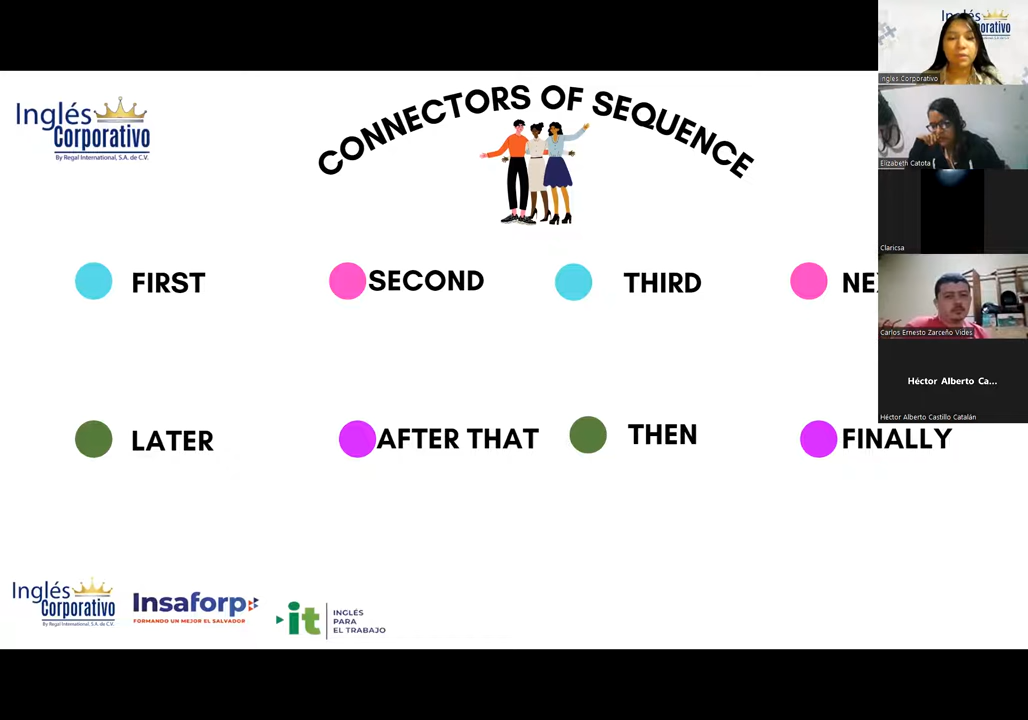 CONNECTORS OF SEQUENCE
Inglés
Corporativo
By Regal International, S.A. de C.V.
FIRST
SECOND
THIRD
LATER
AFTER THAT
THEN
FINALLY
Inglés
Corporativo
By Regal International, S.A. de C.V.
Insaforp
FORMANDO UN MEJOR EL SALVADOR
it
INGLÉS
PARA
EL TRABAJO
Inglés Corporativo
Elizabeth Catota
Claricsa
Carlos Ernesto Zarceño Vides
Héctor Alberto Ca...
Héctor Alberto Castillo Catalán